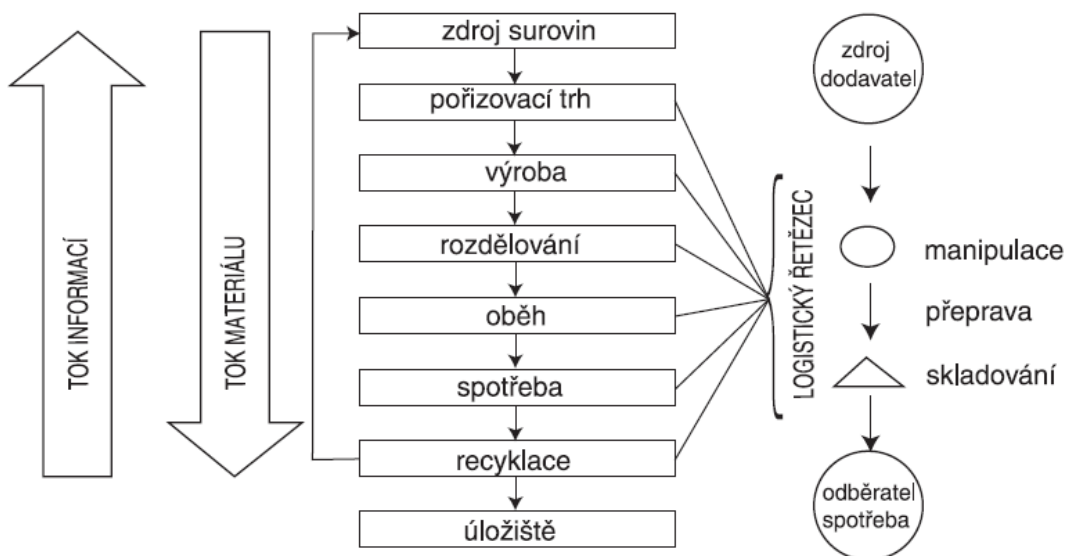 TOK INFORMACÍ
TOK MATERIÁLU
zdroj surovin
pořizovací trh
výroba
rozdělování
oběh
spotřeba
recyklace
úložiště
LOGISTICKÝ ŘETĚZEC
zdroj
dodavatel
manipulace
přeprava
skladování
odběratel
spotřeba